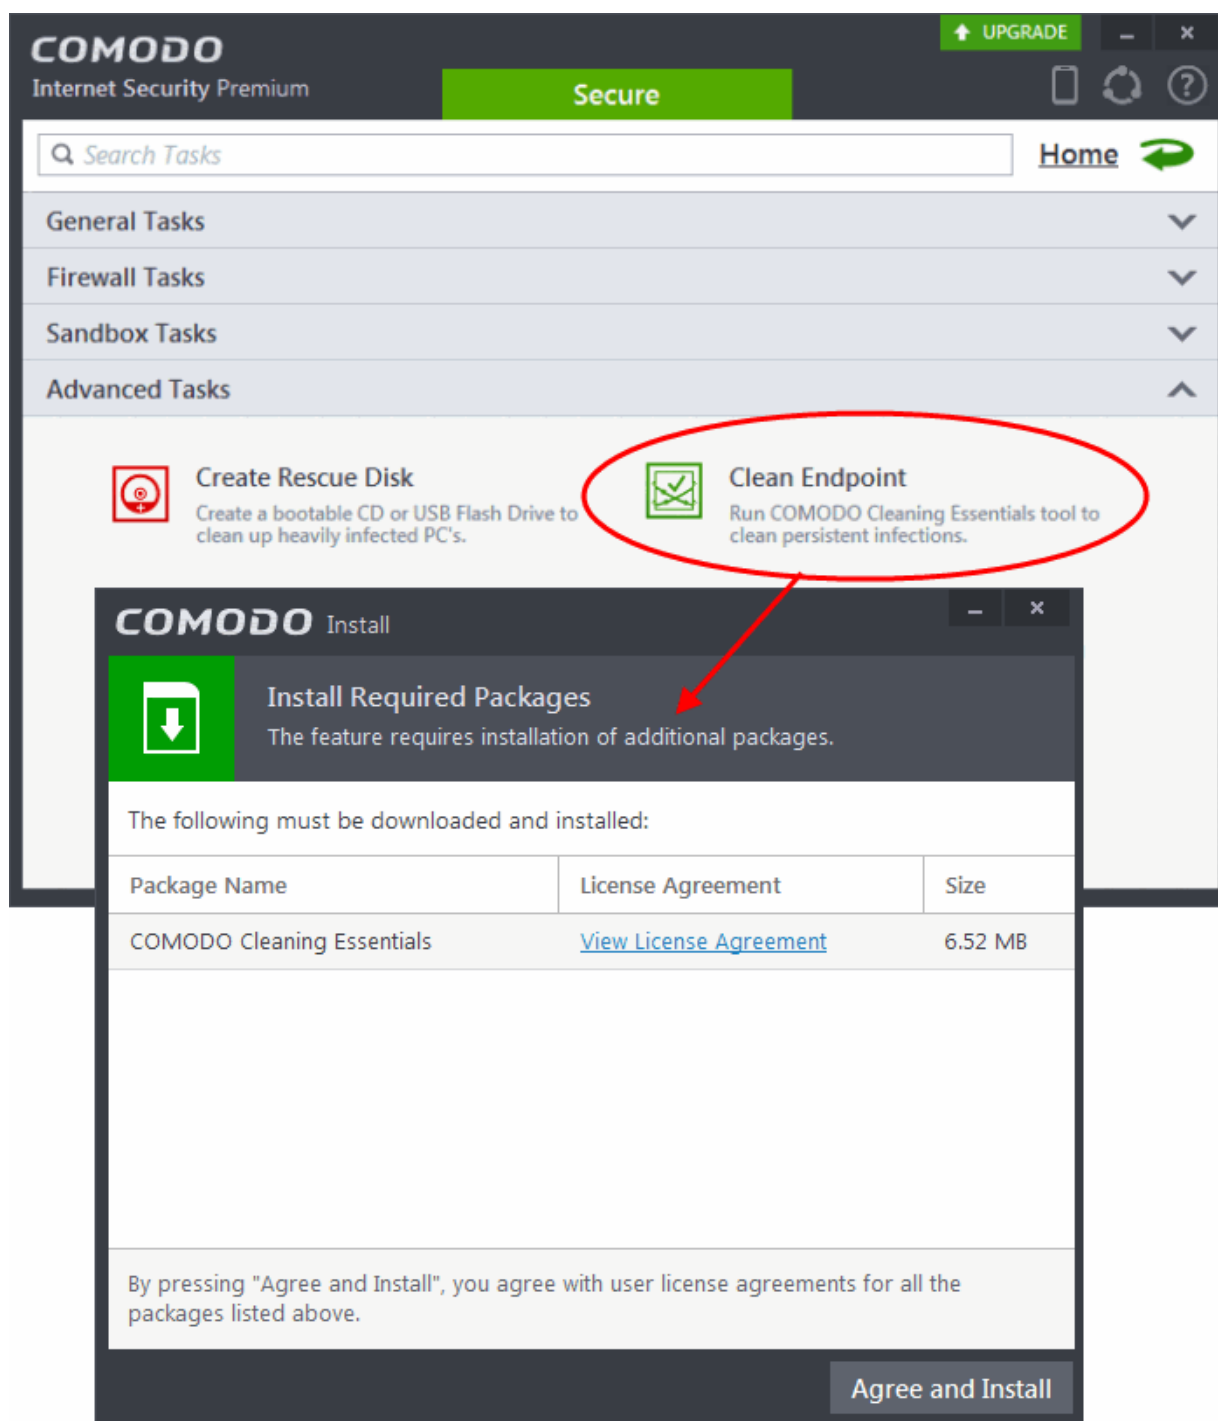 COMODO
Internet Security Premium
UPGRADE
Secure
Search Tasks
Home
General Tasks
Firewall Tasks
Sandbox Tasks
Advanced Tasks
Create Rescue Disk
Create a bootable CD or USB Flash Drive to
clean up heavily infected PC's.
Clean Endpoint
Run COMODO Cleaning Essentials tool to
clean persistent infections.
COMODO Install
Install Required Packages
The feature requires installation of additional packages.
The following must be downloaded and installed:
Package Name License Agreement Size
COMODO Cleaning Essentials View License Agreement 6.52 MB
By pressing "Agree and Install", you agree with user license agreements for all the
packages listed above.
Agree and Install